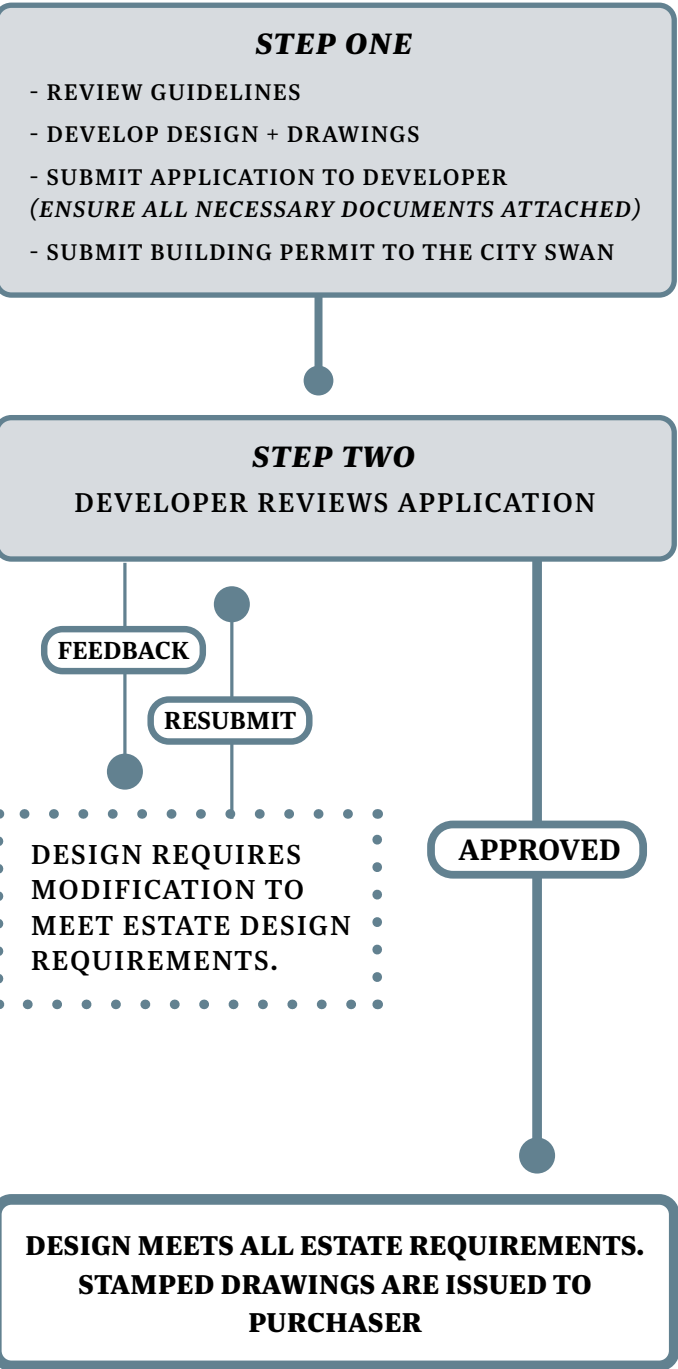 STEP ONE
- REVIEW GUIDELINES
- DEVELOP DESIGN + DRAWINGS
- SUBMIT APPLICATION TO DEVELOPER
(ENSURE ALL NECESSARY DOCUMENTS ATTACHED)
- SUBMIT BUILDING PERMIT TO THE CITY SWAN
STEP TWO
DEVELOPER REVIEWS APPLICATION
FEEDBACK
RESUBMIT
DESIGN REQUIRES
MODIFICATION TO
MEET ESTATE DESIGN
REQUIREMENTS.
APPROVED
DESIGN MEETS ALL ESTATE REQUIREMENTS.
STAMPED DRAWINGS ARE ISSUED TO
PURCHASER